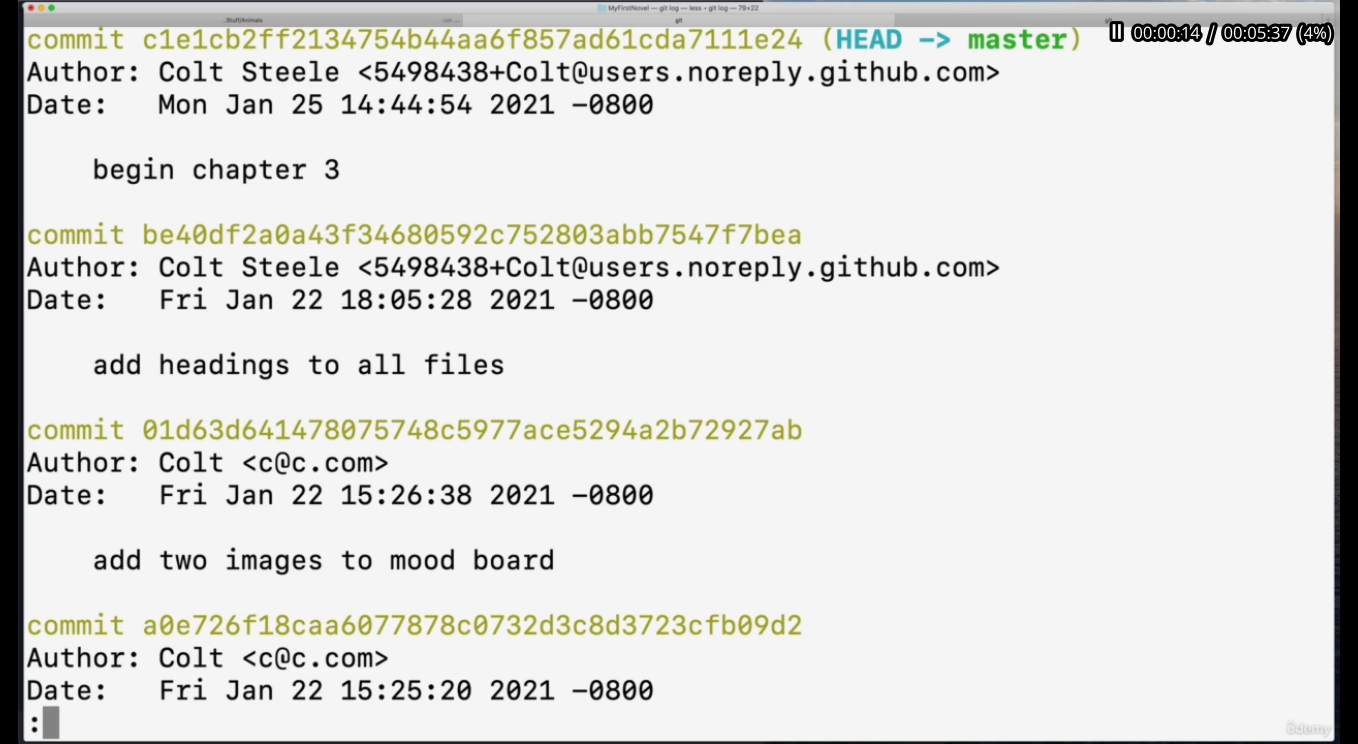 MyFirstNovel — git log — less ‹ git log — 79×22
..Stuff/Animals
git
commit c1e1cb2ff2134754b44aa6f857ad61cda7111e24 (HEAD -> master)
00:00:14 / 00:05:37 (4%)
Author: Colt Steele <5498438+Colt@users.noreply.github.com>
Date:   Mon Jan 25 14:44:54 2021 -0800
begin chapter 3
commit be40df2a0a43f34680592c752803abb7547f7bea
Author: Colt Steele <5498438+Colt@users.noreply.github.com>
Date:   Fri Jan 22 18:05:28 2021 -0800
add headings to all files
commit 01d63d641478075748c5977ace5294a2b72927ab
Author: Colt <c@c.com>
Date:   Fri Jan 22 15:26:38 2021 -0800
add two images to mood board
commit a0e726f18caa6077878c0732d3c8d3723cfb09d2
Author: Colt <c@c.com>
Date:   Fri Jan 22 15:25:20 2021 -0800
:
ûdemy